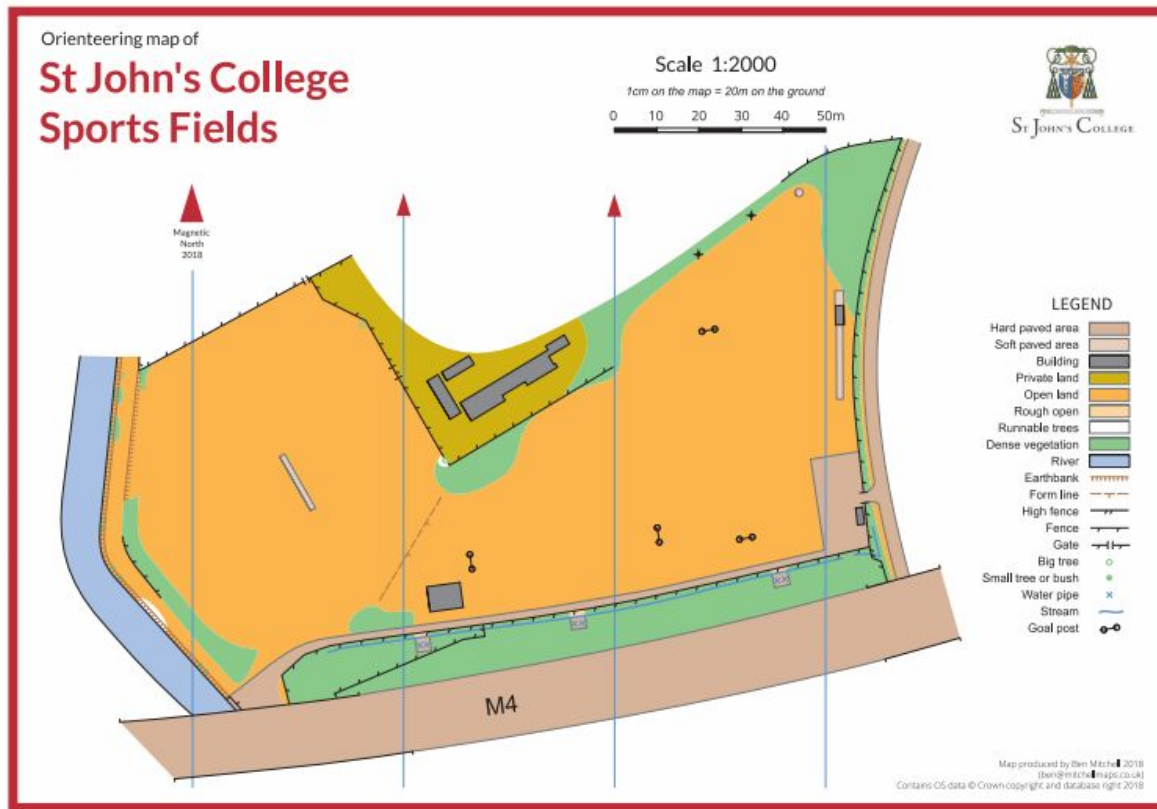 Orienteering map of
St John's College
Sports Fields
Scale 1:2000
1cm on the map = 20m on the ground
0 10 20 30 40 50m
ST JOHN'S COLLEGE
Magnetic
North
2018
LEGEND
Hard paved area
Soft paved area
Building
Private land
Open land
Rough open
Runnable trees
Dense vegetation
River
Earthbank
Form line
High fence
Fence
Gate
Big tree
Small tree or bush
Water pipe
Stream
Goal post
M4
Map produced by Ben Mitchell 2018
(ben@mitchellmaps.co.uk)
Contains OS data © Crown copyright and database right 2018